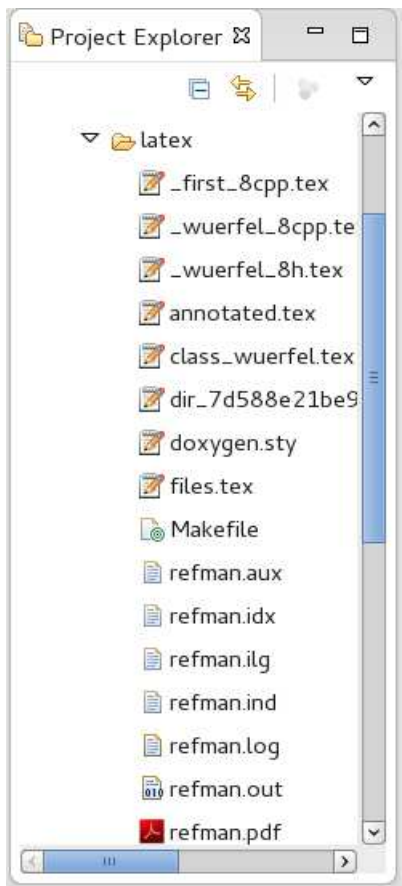 Project Explorer
latex
_first_8cpp.tex
_wuerfel_8cpp.te
_wuerfel_8h.tex
annotated.tex
class_wuerfel.tex
dir_7d588e21be9
doxygen.sty
files.tex
Makefile
refman.aux
refman.idx
refman.ilg
refman.ind
refman.log
refman.out
refman.pdf